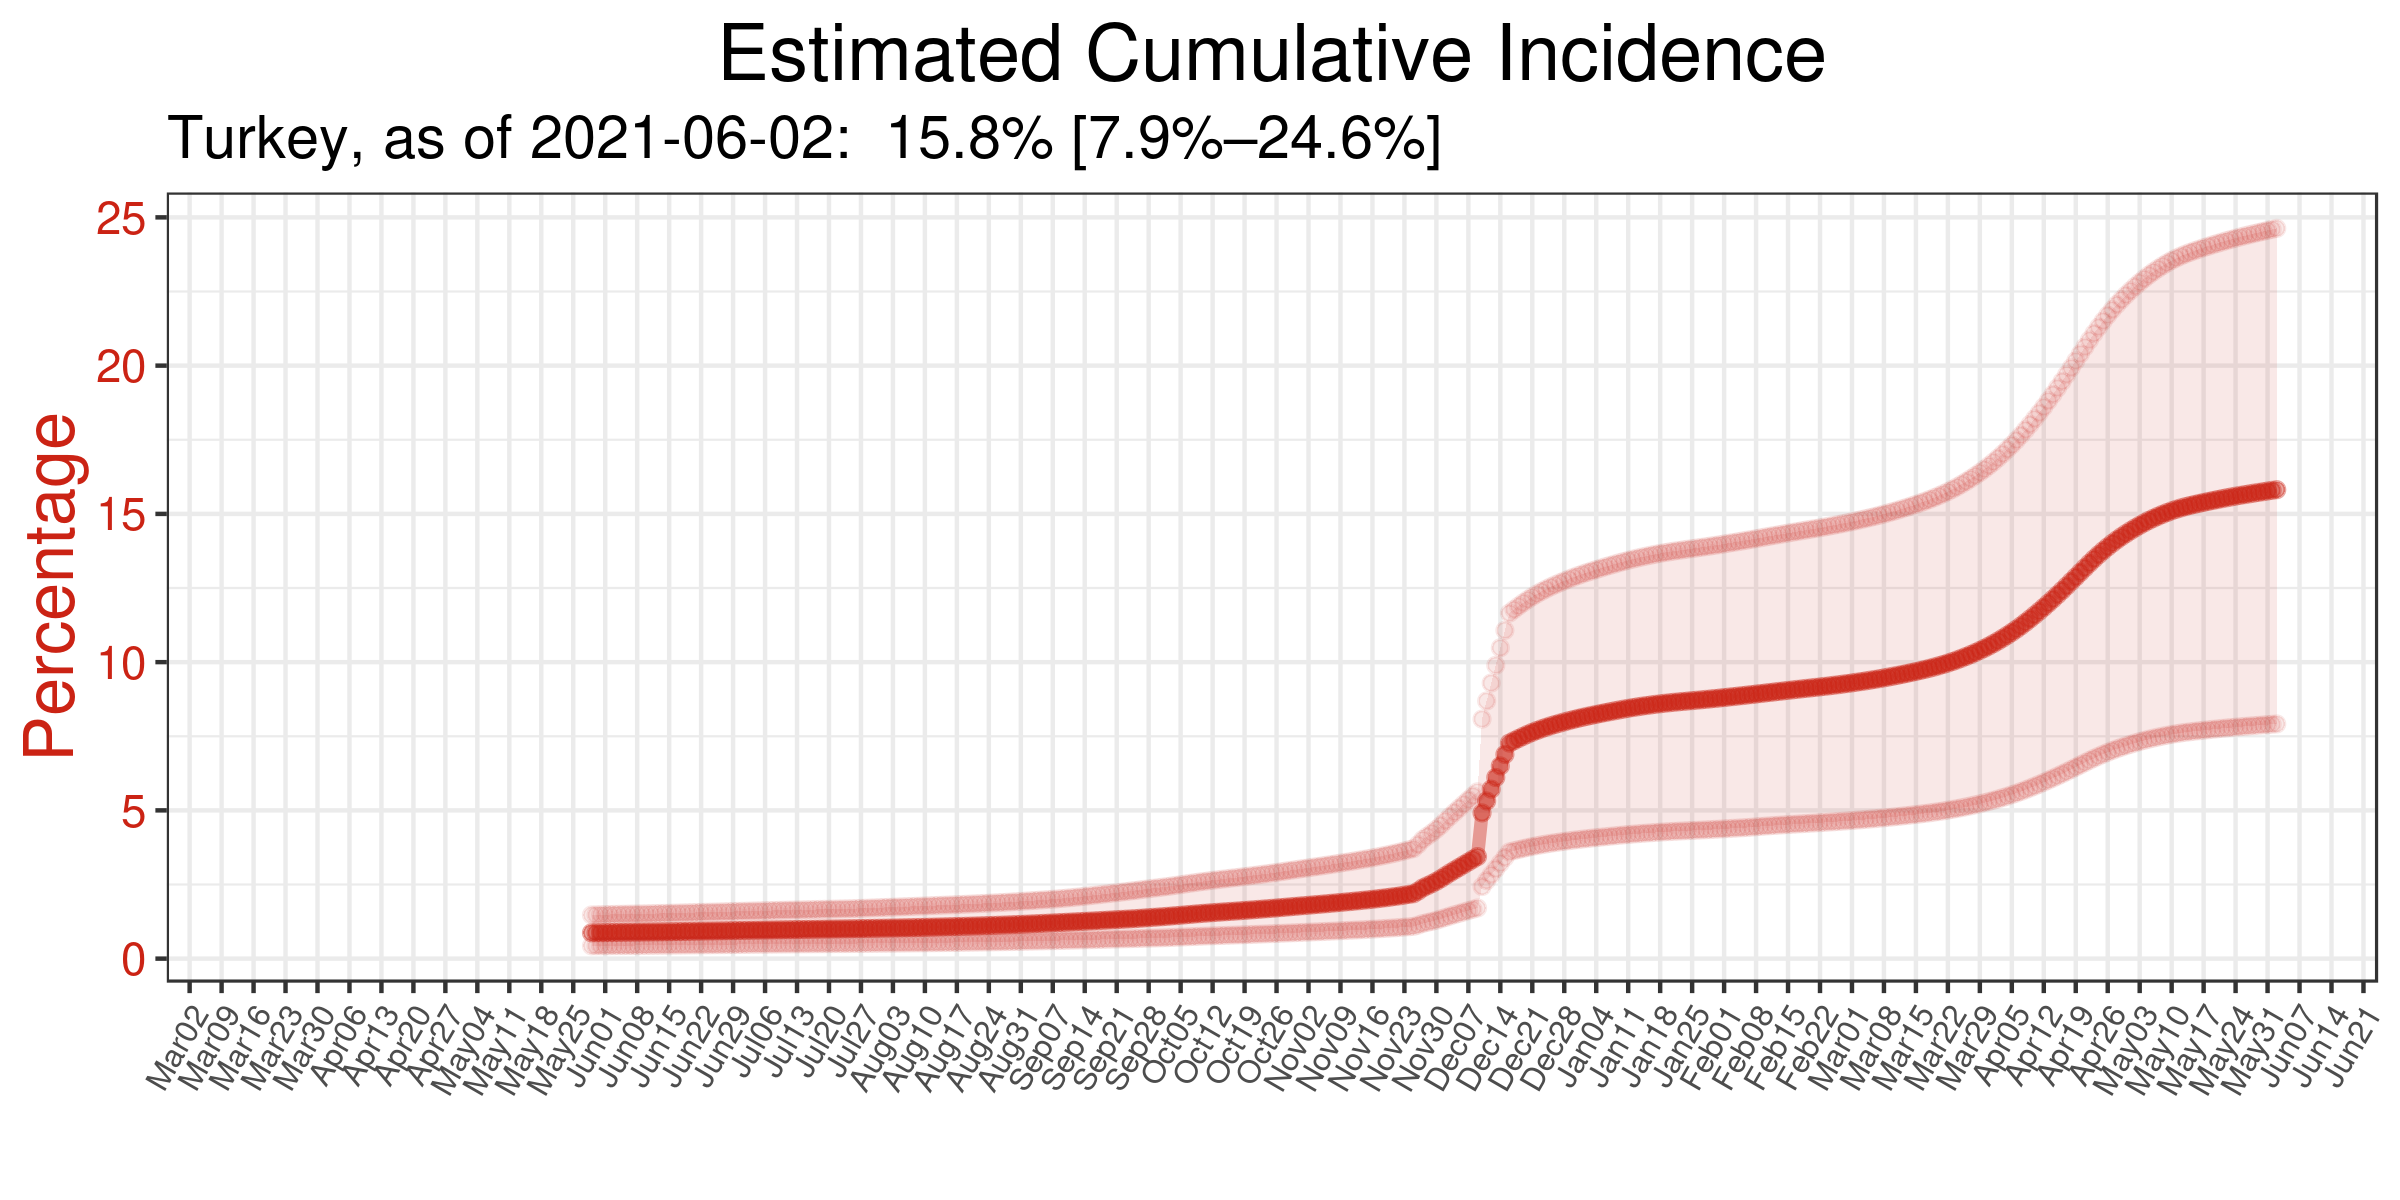 Estimated Cumulative Incidence
Turkey, as of 2021-06-02: 15.8% [7.9%–24.6%]
Percentage
25
20
15
10
5
0
Mar02 Mar09 Mar16 Mar23 Mar30 Apr06 Apr13 Apr20 Apr27 May04 May11 May18 May25 Jun01 Jun08 Jun15 Jun22 Jun29 Jul06 Jul13 Jul20 Jul27 Aug03 Aug10 Aug17 Aug24 Aug31 Sep07 Sep14 Sep21 Sep28 Oct05 Oct12 Oct19 Oct26 Nov02 Nov09 Nov16 Nov23 Nov30 Dec07 Dec14 Dec21 Dec28 Jan04 Jan11 Jan18 Jan25 Feb01 Feb08 Feb15 Feb22 Mar01 Mar08 Mar15 Mar22 Mar29 Apr05 Apr12 Apr19 Apr26 May03 May10 May17 May24 May31 Jun07 Jun14 Jun21